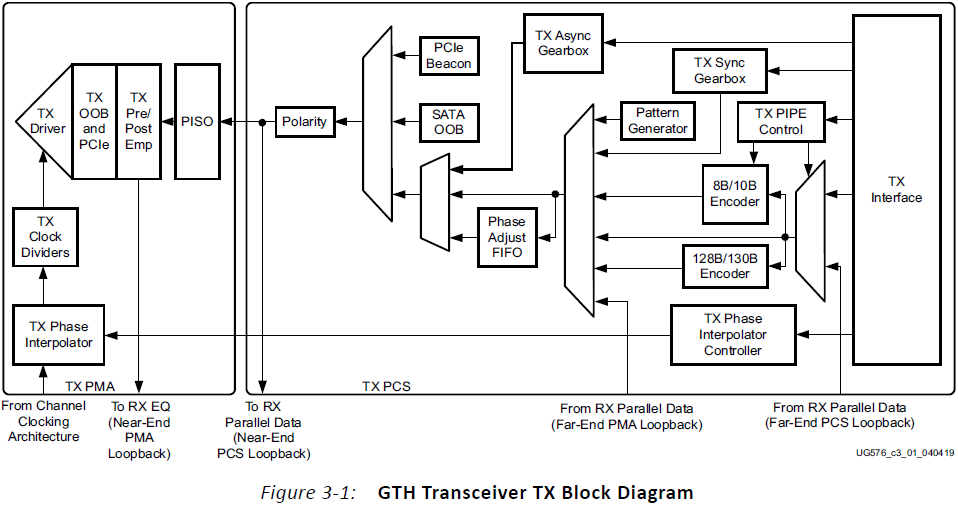 TX
Driver
TX
OOB
and
PCIe
TX
Pre/
Post
Emp
PISO
TX
Clock
Dividers
TX Phase
Interpolator
TX PMA
Polarity
PCIe
Beacon
SATA
OOB
TX Async
Gearbox
TX Sync
Gearbox
Pattern
Generator
TX PIPE
Control
Phase
Adjust
FIFO
8B/10B
Encoder
128B/130B
Encoder
TX
Interface
TX Phase
Interpolator
Controller
TX PCS
From Channel
Clocking
Architecture
To RX EQ
(Near-End
PMA
Loopback)
To RX
Parallel Data
(Near-End
PCS Loopback)
From RX Parallel Data
(Far-End PMA Loopback)
From RX Parallel Data
(Far-End PCS Loopback)
UG576_c3_01_040419
Figure 3-1: GTH Transceiver TX Block Diagram